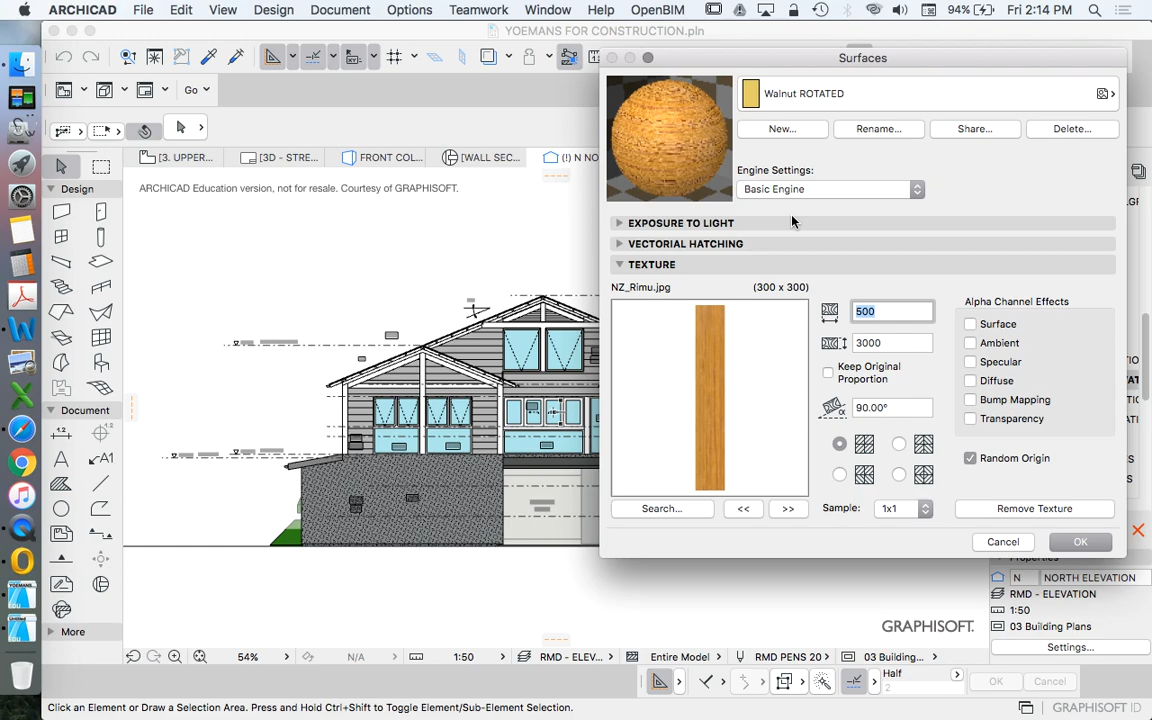 ARCHICAD File Edit View Design Document Options Teamwork Window Help OpenBIM 94% Fri 2:14 PM
YOEMANS FOR CONSTRUCTION.pln
Surfaces
Go
Walnut ROTATED
New... Rename... Share... Delete...
[3. UPPER... [3D - STRE... FRONT COL... [WALL SEC... (!) N NO
Engine Settings:
Basic Engine
ARCHICAD Education version, not for resale. Courtesy of GRAPHISOFT.
Design
EXPOSURE TO LIGHT
VECTORIAL HATCHING
TEXTURE
NZ_Rimu.jpg (300 x 300)
500
3000
Keep Original
Proportion
90.00°
Alpha Channel Effects
Surface
Ambient
Specular
Diffuse
Bump Mapping
Transparency
Random Origin
Search... << >> Sample: 1x1 Remove Texture
Cancel OK
Document
More
Properties
N NORTH ELEVATION
RMD - ELEVATION
1:50
03 Building Plans
Settings...
GRAPHISOFT.
54% N/A 1:50 RMD - ELEV... Entire Model RMD PENS 20 03 Building...
Half
2
OK Cancel
Click an Element or Draw a Selection Area. Press and Hold Ctrl+Shift to Toggle Element/Sub-Element Selection.
GRAPHISOFT ID